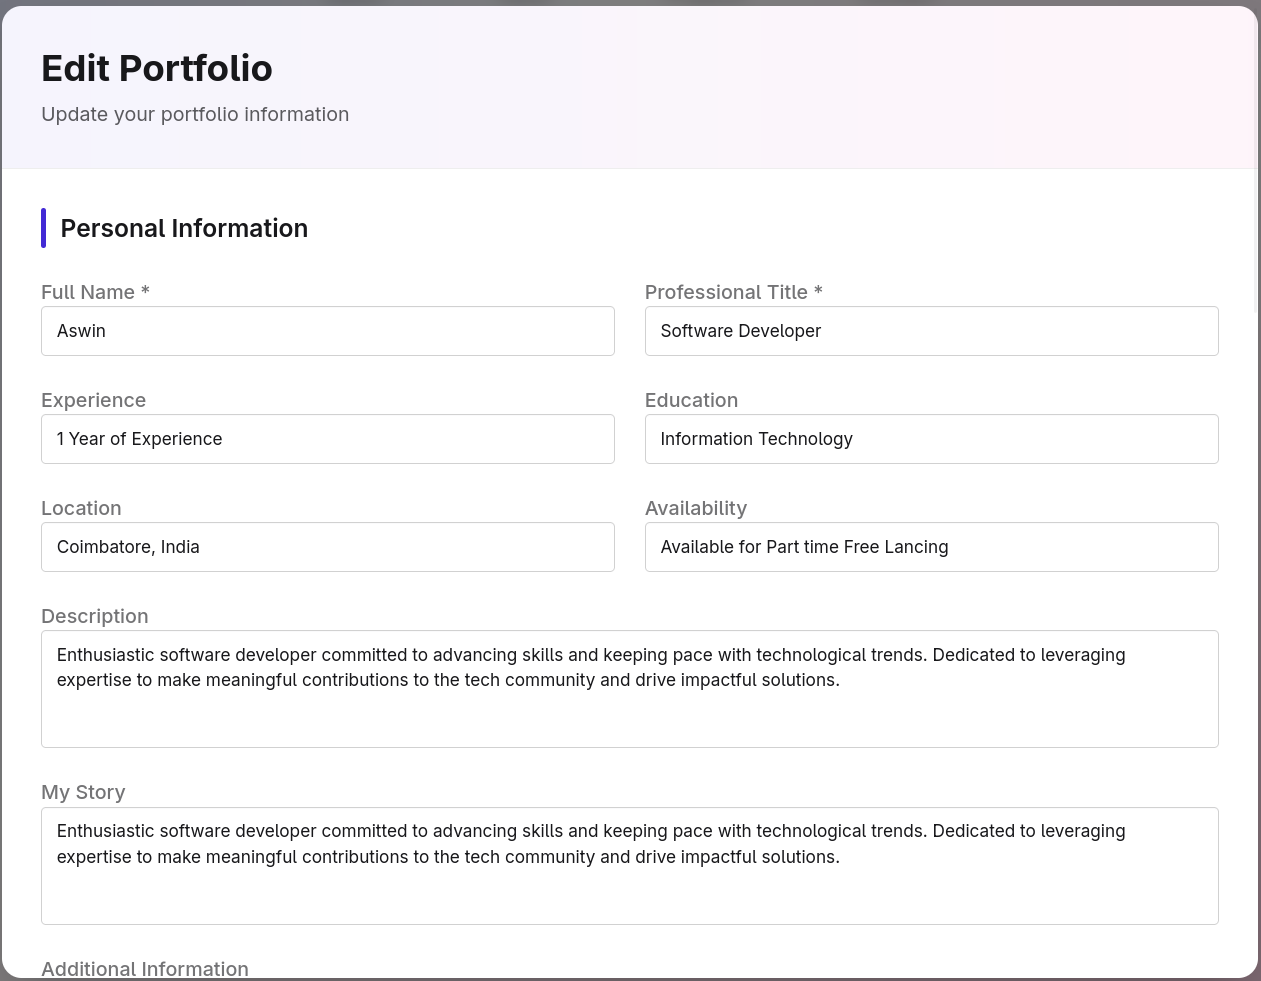 Edit Portfolio
Update your portfolio information
Personal Information
Full Name *
Professional Title *
Aswin
Software Developer
Experience
Education
1 Year of Experience
Information Technology
Location
Availability
Coimbatore, India
Available for Part time Free Lancing
Description
Enthusiastic software developer committed to advancing skills and keeping pace with technological trends. Dedicated to leveraging
expertise to make meaningful contributions to the tech community and drive impactful solutions.
My Story
Enthusiastic software developer committed to advancing skills and keeping pace with technological trends. Dedicated to leveraging
expertise to make meaningful contributions to the tech community and drive impactful solutions.
Additional Information